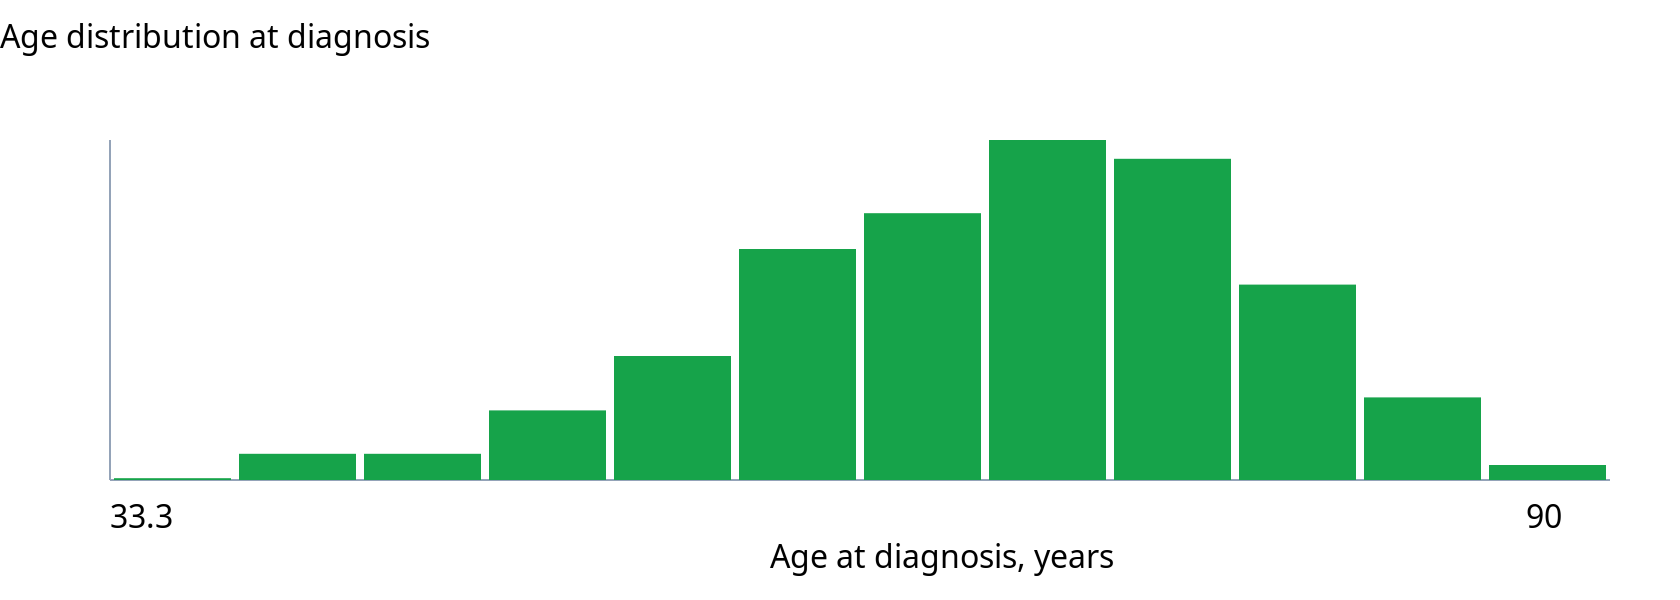 Age distribution at diagnosis
33.3
90
Age at diagnosis, years